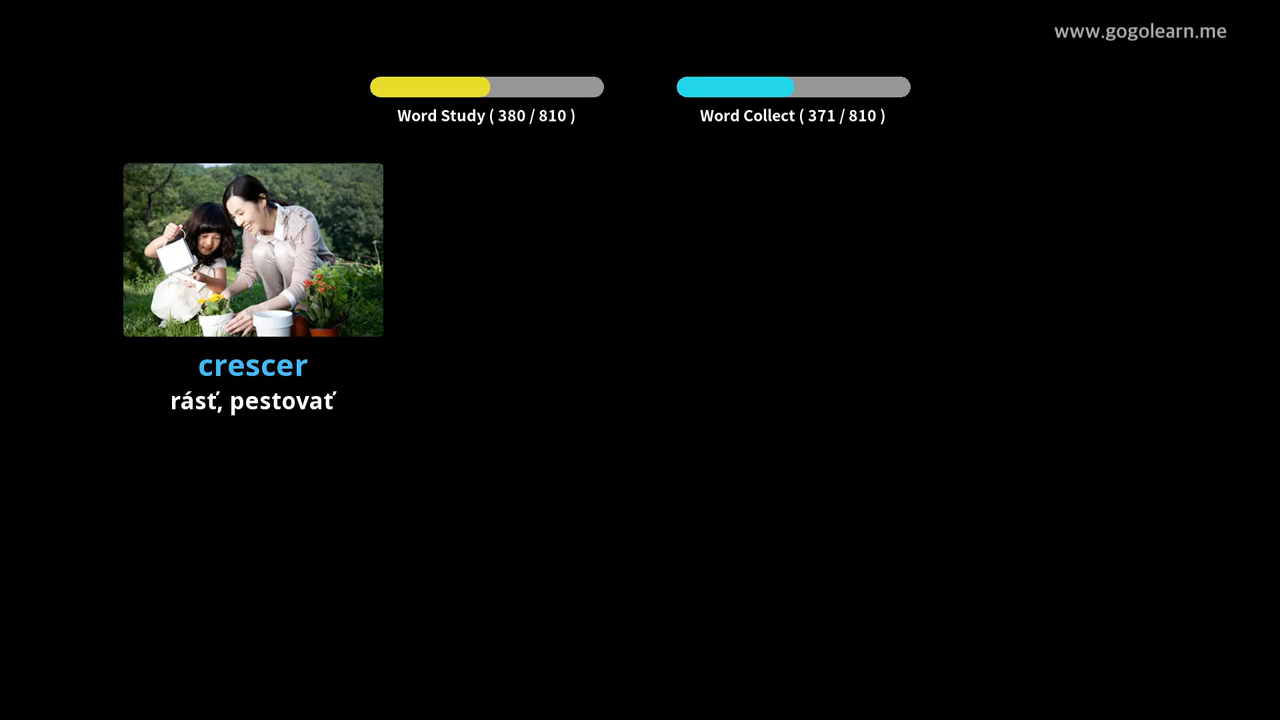 www.gogolearn.me
Word Study ( 380 / 810 )
Word Collect ( 371 / 810 )
crescer
rásť, pestovať